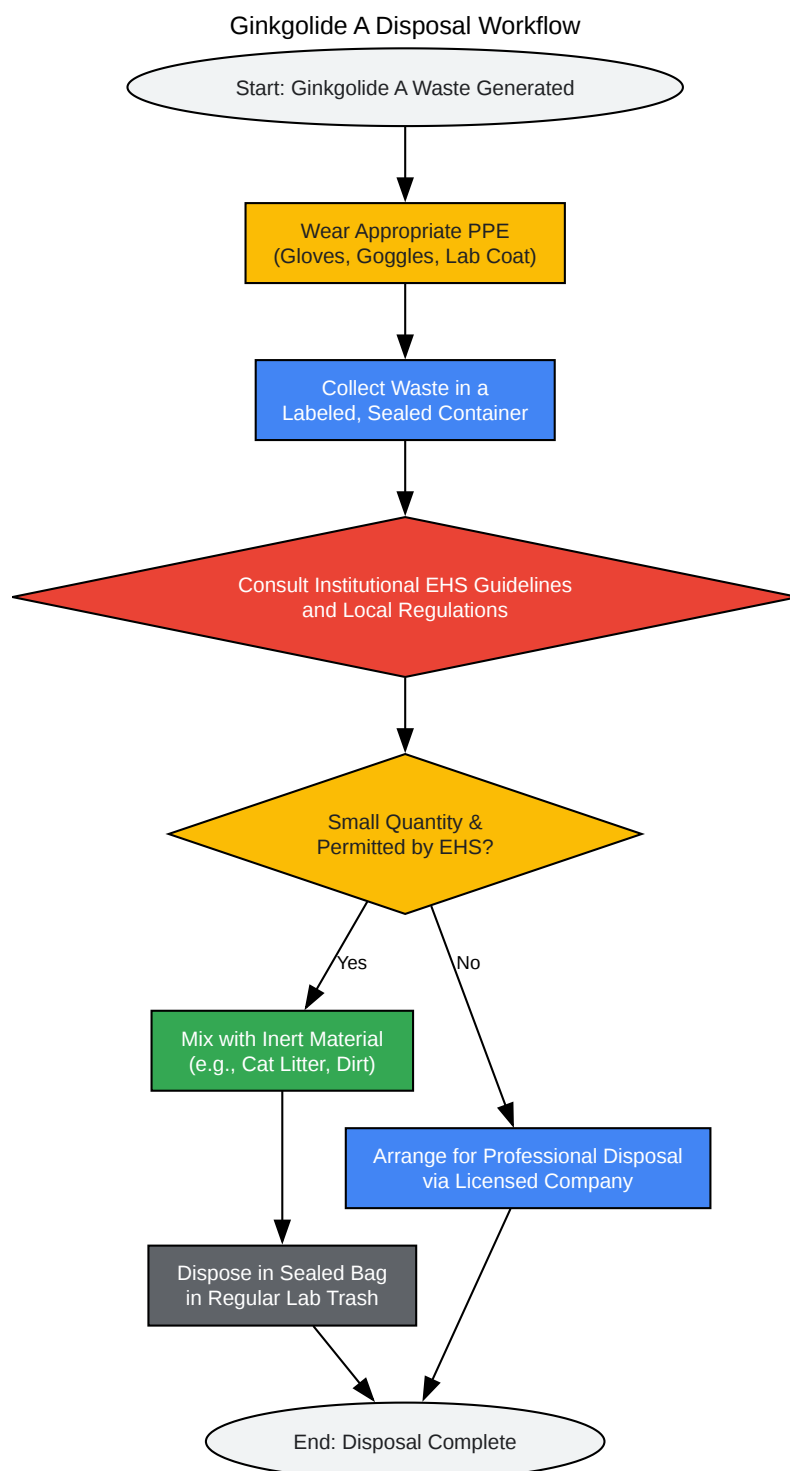 Ginkgolide A Disposal Workflow
Start: Ginkgolide A Waste Generated
Wear Appropriate PPE
(Gloves, Goggles, Lab Coat)
Collect Waste in a
Labeled, Sealed Container
Consult Institutional EHS Guidelines
and Local Regulations
Small Quantity &
Permitted by EHS?
Yes
No
Mix with Inert Material
(e.g., Cat Litter, Dirt)
Arrange for Professional Disposal
via Licensed Company
Dispose in Sealed Bag
in Regular Lab Trash
End: Disposal Complete